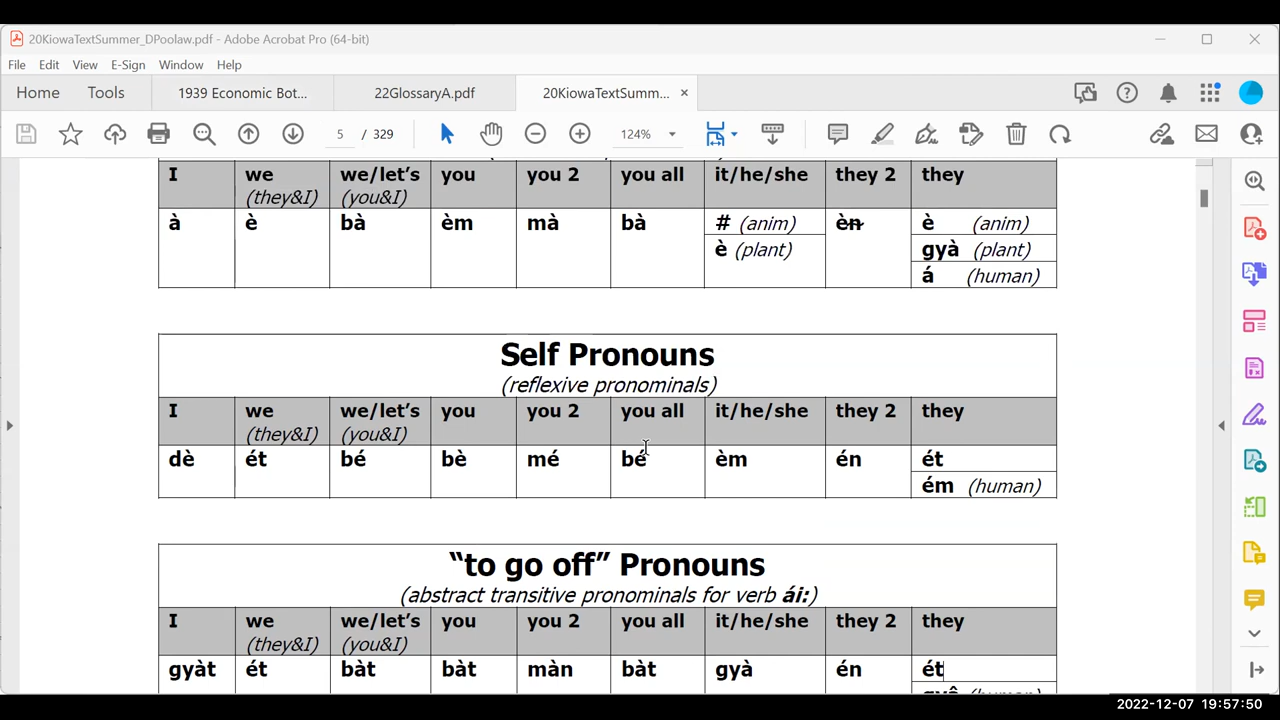 20KiowaTextSummer_DPoolaw.pdf - Adobe Acrobat Pro (64-bit)
File Edit View E-Sign Window Help
Home Tools 1939 Economic Bot... 22GlossaryA.pdf 20KiowaTextSumm... ×
5 / 329 124%
I we we/let's you you 2 you all it/he/she they 2 they
(they&I) (you&I)
à è bà èm mà bà # (anim) èn è (anim)
è (plant) gyà (plant)
á (human)
Self Pronouns
(reflexive pronominals)
I we we/let's you you 2 you all it/he/she they 2 they
(they&I) (you&I)
dè ét bé bè mé bé èm én ét
ém (human)
“to go off” Pronouns
(abstract transitive pronominals for verb ái:)
I we we/let's you you 2 you all it/he/she they 2 they
(they&I) (you&I)
gyàt ét bàt bàt màn bàt gyà én ét
2022-12-07 19:57:50